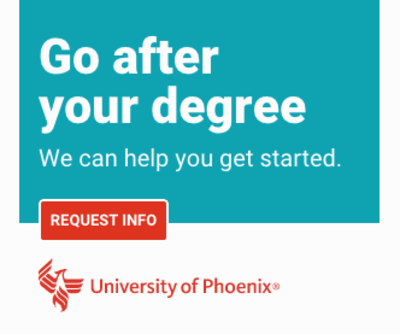 Go after
your degree
We can help you get started.
REQUEST INFO
University of Phoenix®